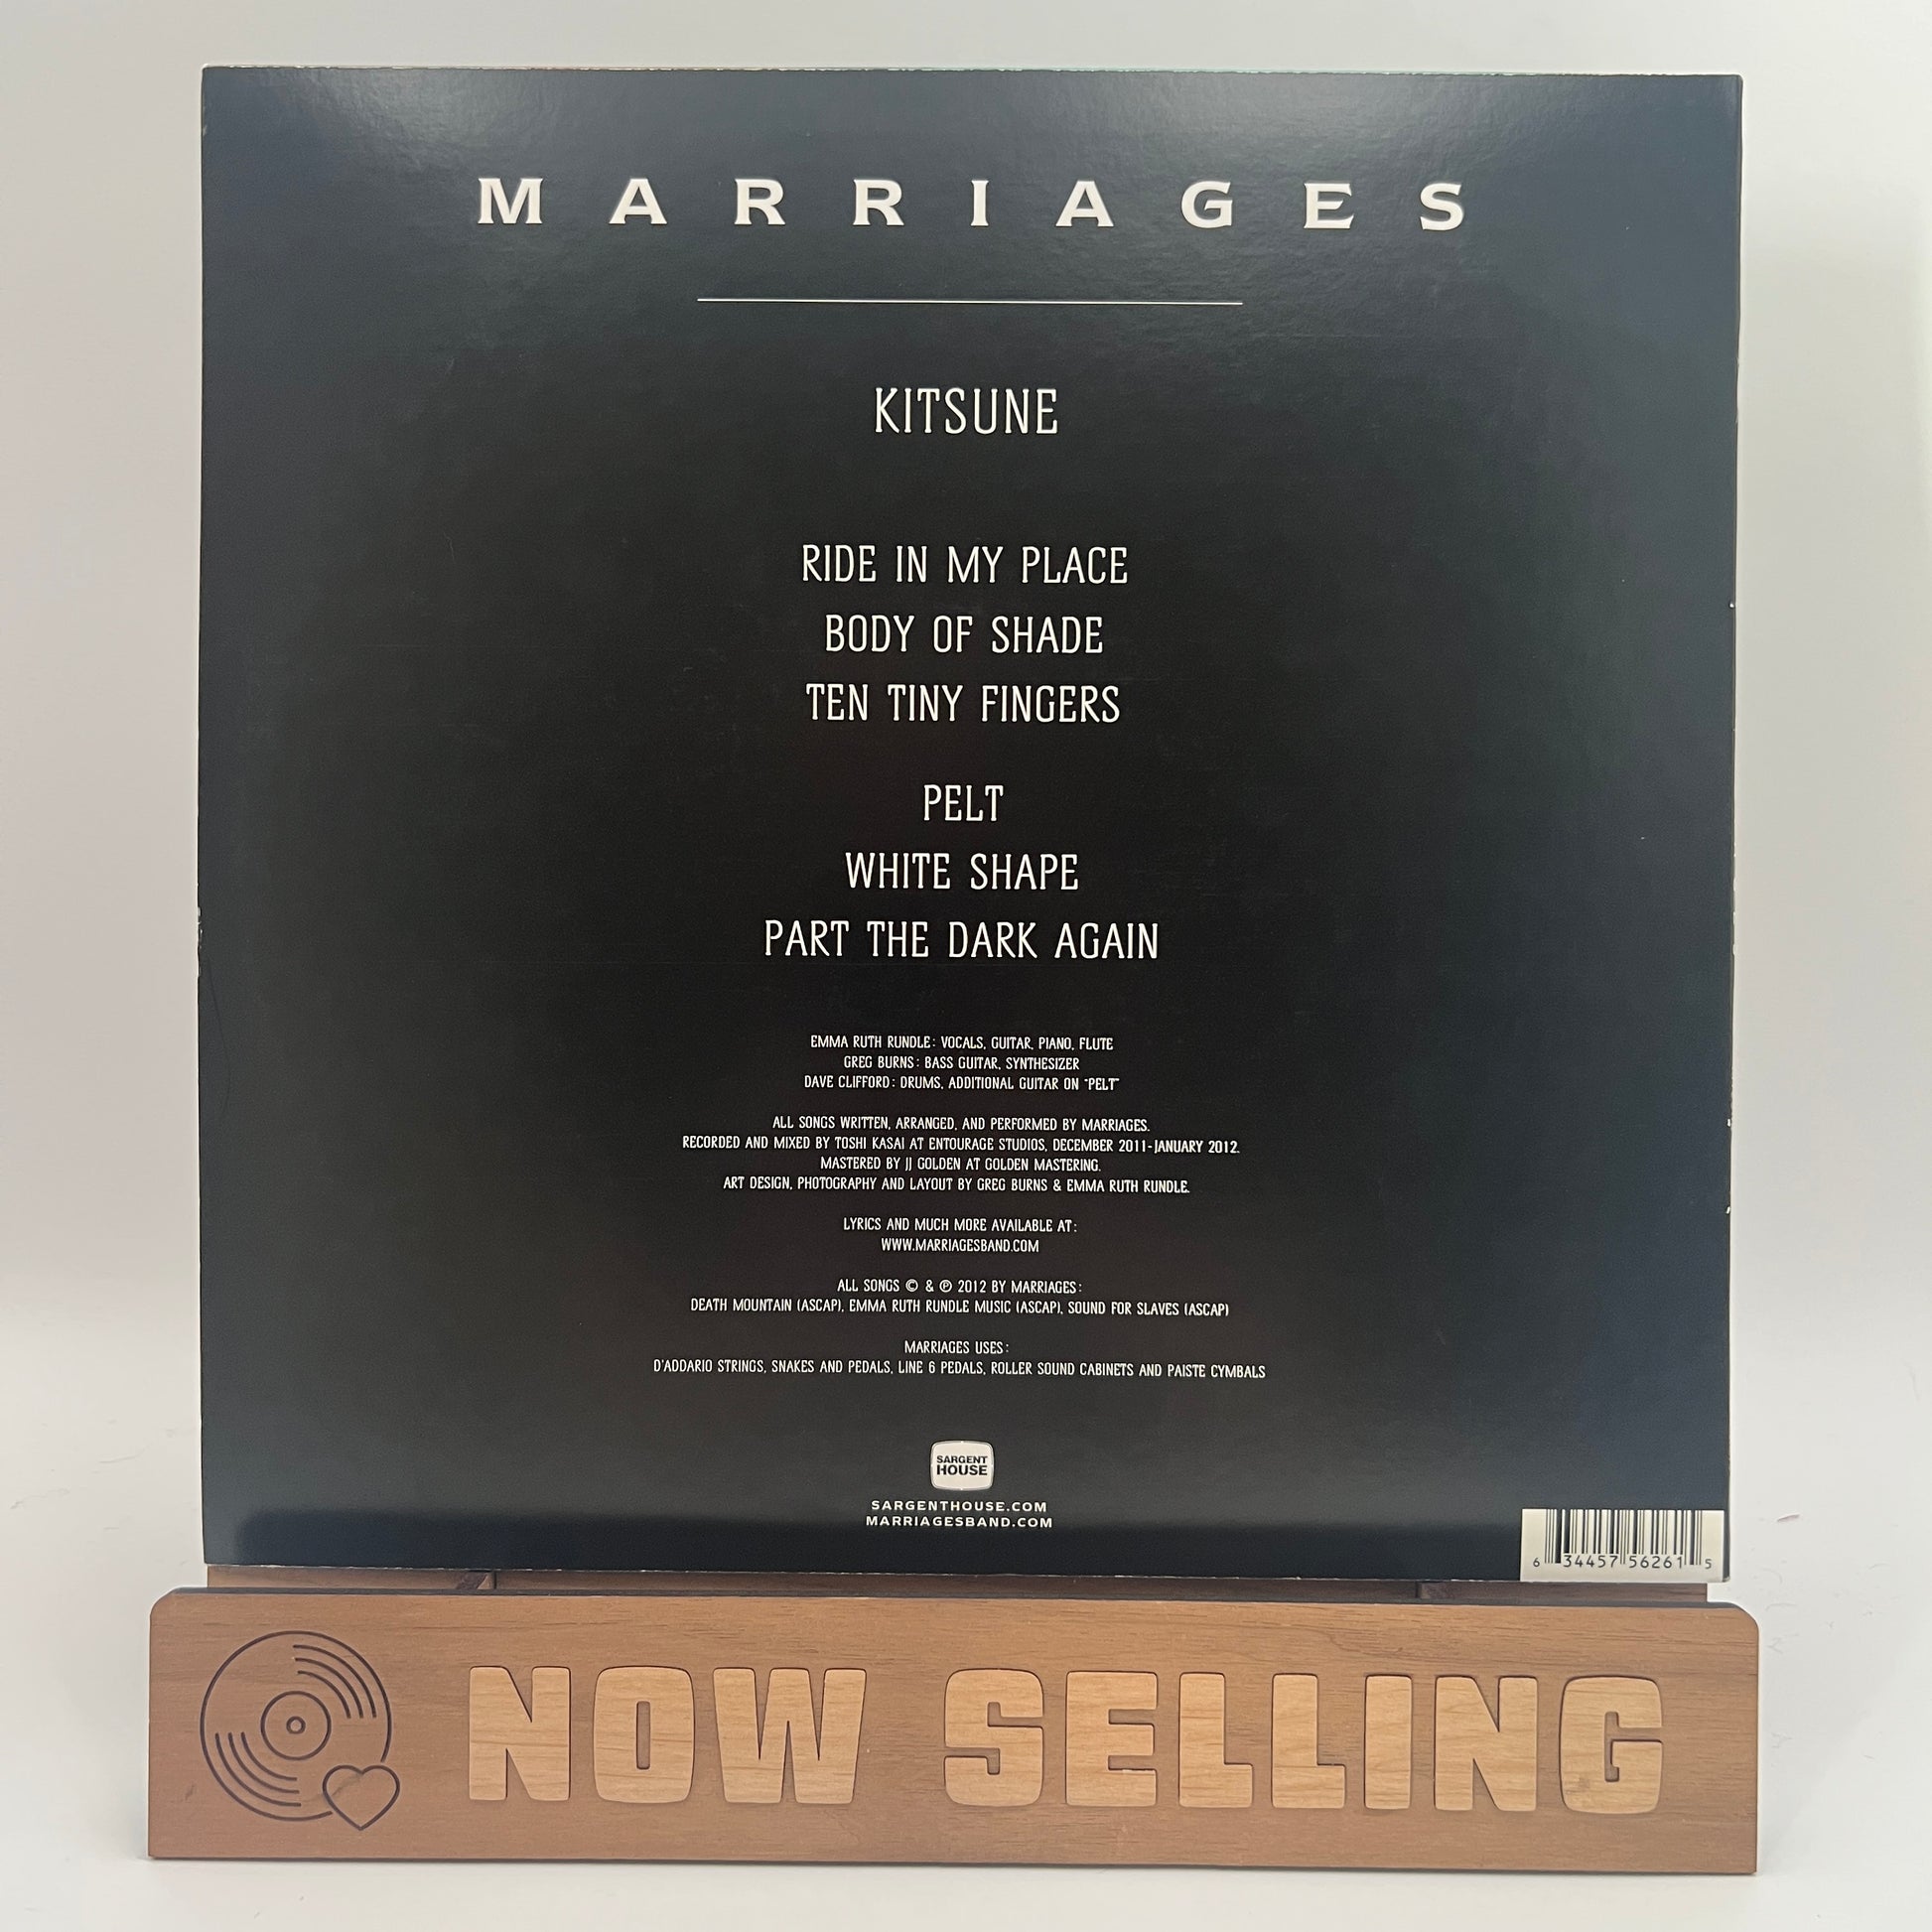 MARRIAGES
KITSUNE
RIDE IN MY PLACE
BODY OF SHADE
TEN TINY FINGERS
PELT
WHITE SHAPE
PART THE DARK AGAIN
EMMA RUTH RUNDLE: VOCALS, GUITAR, PIANO, FLUTE
GREG BURNS: BASS GUITAR, SYNTHESIZER
DAVE CLIFFORD: DRUMS, ADDITIONAL GUITAR ON "PELT"
ALL SONGS WRITTEN, ARRANGED, AND PERFORMED BY MARRIAGES.
RECORDED AND MIXED BY TOSHI KASAI AT ENTOURAGE STUDIOS, DECEMBER 2011-JANUARY 2012.
MASTERED BY JJ GOLDEN AT GOLDEN MASTERING.
ART DESIGN, PHOTOGRAPHY AND LAYOUT BY GREG BURNS & EMMA RUTH RUNDLE.
LYRICS AND MUCH MORE AVAILABLE AT:
WWW.MARRIAGESBAND.COM
ALL SONGS © & ℗ 2012 BY MARRIAGES:
DEATH MOUNTAIN (ASCAP), EMMA RUTH RUNDLE MUSIC (ASCAP), SOUND FOR SLAVES (ASCAP)
MARRIAGES USES:
D'ADDARIO STRINGS, SNAKES AND PEDALS, LINE 6 PEDALS, ROLLER SOUND CABINETS AND PAISTE CYMBALS
SARGENT
HOUSE
SARGENTHOUSE.COM
MARRIAGESBAND.COM
6 34457 56261 5
NOW SELLING